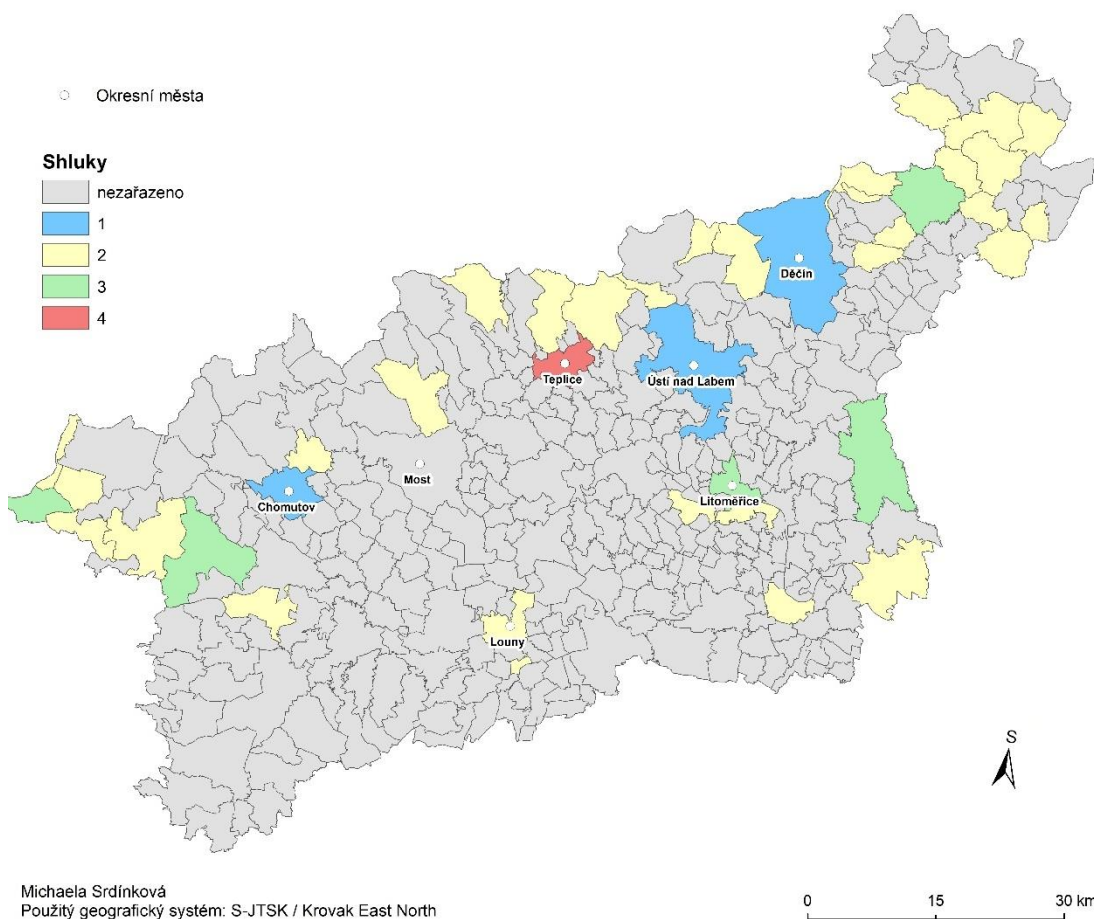 Okresní města
Shluky
nezařazeno
1
2
3
4
Děčín
Teplice
Ústí nad Labem
Most
Chomutov
Litoměřice
Louny
S
Michaela Srdínková
Použitý geografický systém: S-JTSK / Krovak East North
0 15 30 km